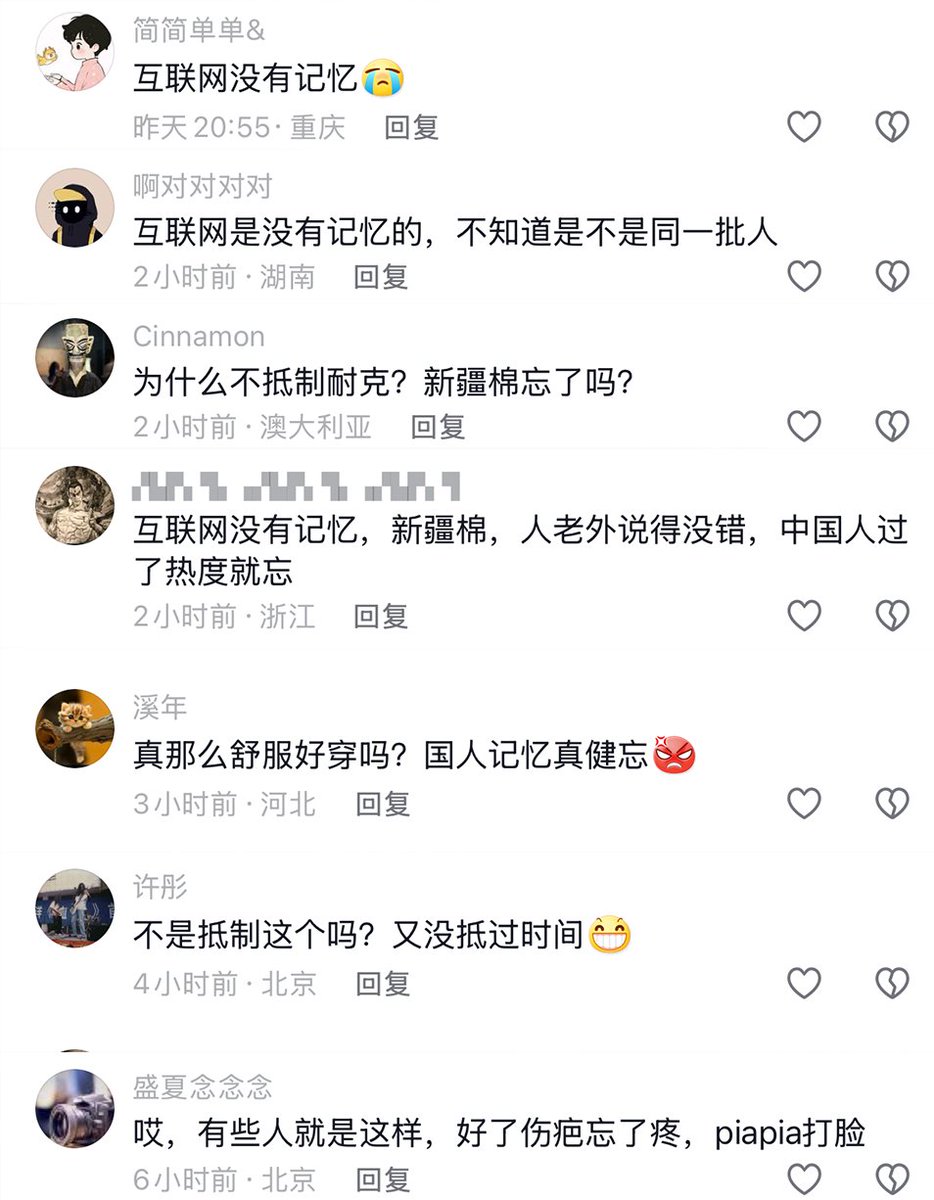 简简单单&
互联网没有记忆😭
昨天 20:55 · 重庆 回复
啊对对对对
互联网是没有记忆的，不知道是不是同一批人
2小时前 · 湖南 回复
Cinnamon
为什么不抵制耐克？新疆棉忘了吗？
2小时前 · 澳大利亚 回复
互联网没有记忆，新疆棉，人老外说得没错，中国人过
了热度就忘
2小时前 · 浙江 回复
溪年
真那么舒服好穿吗？国人记忆真健忘😡
3小时前 · 河北 回复
许彤
不是抵制这个吗？又没抵过时间😁
4小时前 · 北京 回复
盛夏念念念
哎，有些人就是这样，好了伤疤忘了疼，piapia打脸
6小时前 · 北京 回复